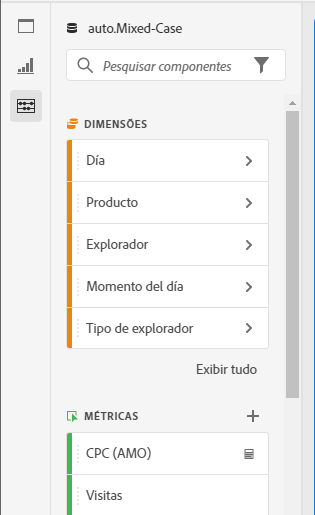 auto.Mixed-Case
Pesquisar componentes
DIMENSÕES
Día
Producto
Explorador
Momento del día
Tipo de explorador
Exibir tudo
MÉTRICAS
CPC (AMO)
Visitas